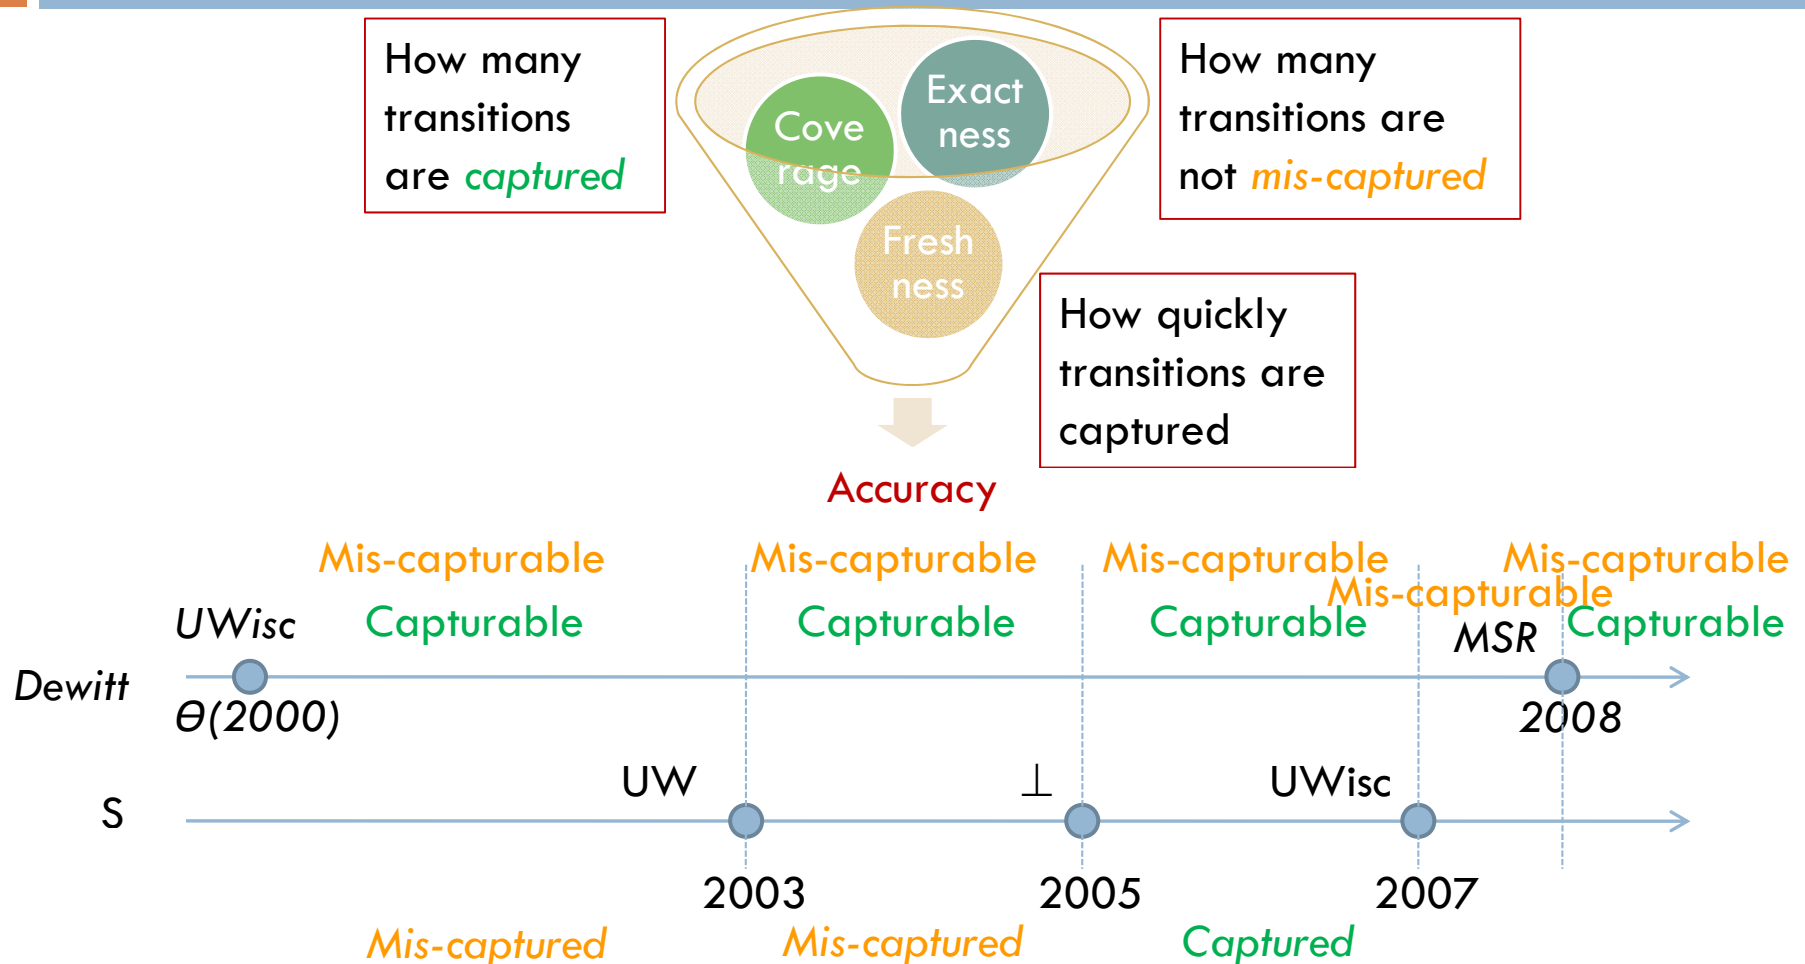 How many
transitions
are captured
Cove
rage
Exact
ness
Fresh
ness
How many
transitions are
not mis-captured
How quickly
transitions are
captured
Accuracy
Mis-capturable
Mis-capturable
Mis-capturable
Mis-capturable
Mis-capturable
Capturable
Capturable
Capturable
Capturable
UWisc
MSR
Dewitt
Ө(2000)
2008
UW
⊥
UWisc
S
2003
2005
2007
Mis-captured
Mis-captured
Captured